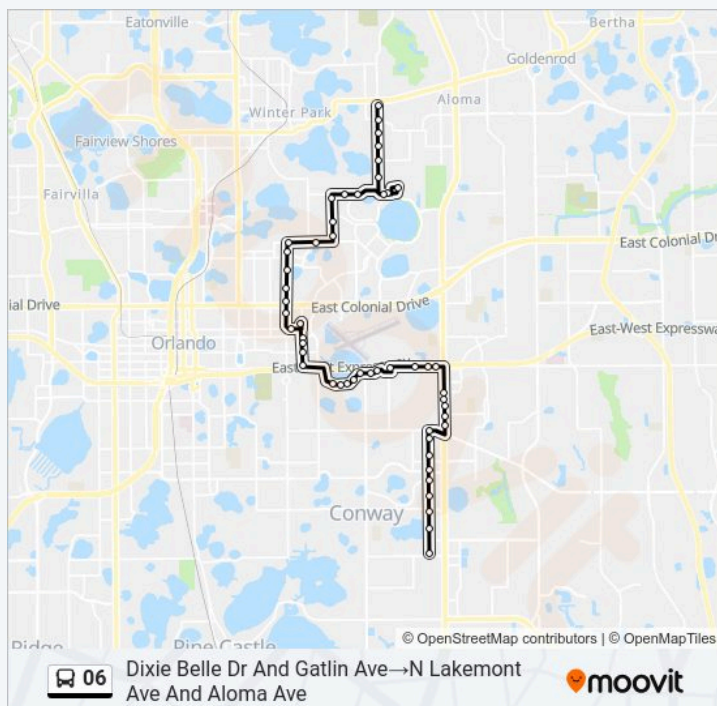 Eatonville
Bertha
Goldenrod
Winter Park
Aloma
Fairview Shores
Fairvilla
East Colonial Dr
ial Drive
East Colonial Drive
East-West Expresswa
Orlando
East
Conway
Pine Castle
Ridge
© OpenStreetMap contributors | © OpenMapTiles
06
Dixie Belle Dr And Gatlin Ave→N Lakemont
Ave And Aloma Ave
moovit